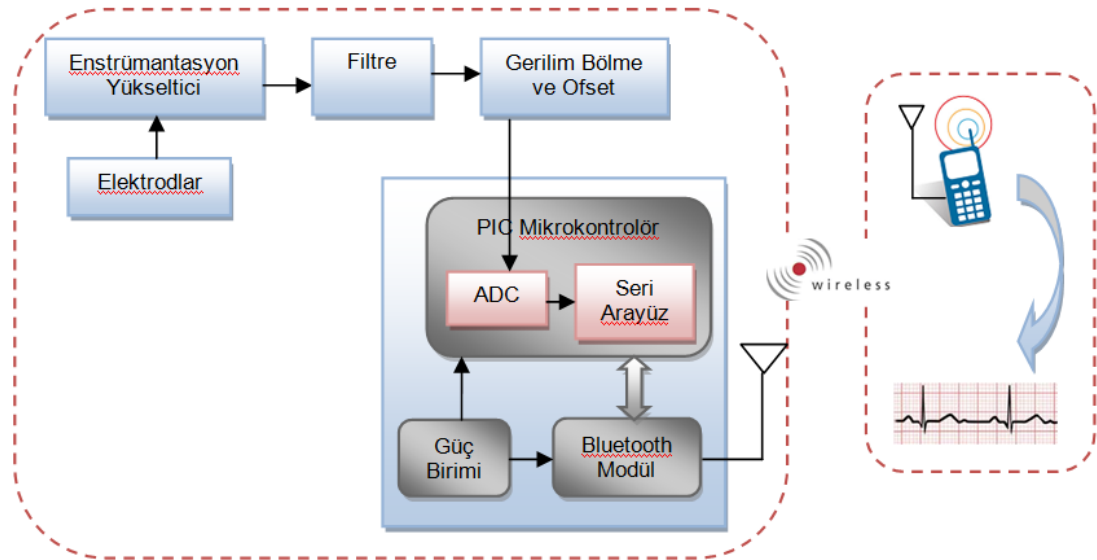 Enstrümantasyon
Yükseltici
Filtre
Gerilim Bölme
ve Ofset
Elektrodlar
PIC Mikrokontrolör
ADC
Seri
Arayüz
wireless
Güç
Birimi
Bluetooth
Modül